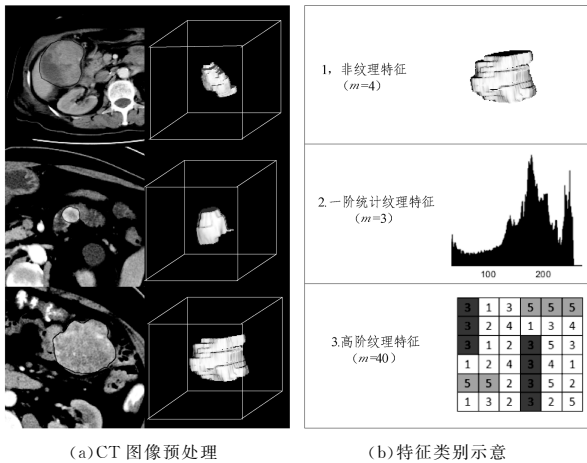 1，非纹理特征
(m=4)
2.一阶统计纹理特征
(m=3)
100 200
3.高阶纹理特征
(m=40)
3 1 3 5 5 5
3 2 4 1 3 4
3 1 2 3 5 3
1 2 4 3 4 1
5 5 2 3 5 2
1 3 2 3 2 5
(a)CT 图像预处理
(b)特征类别示意